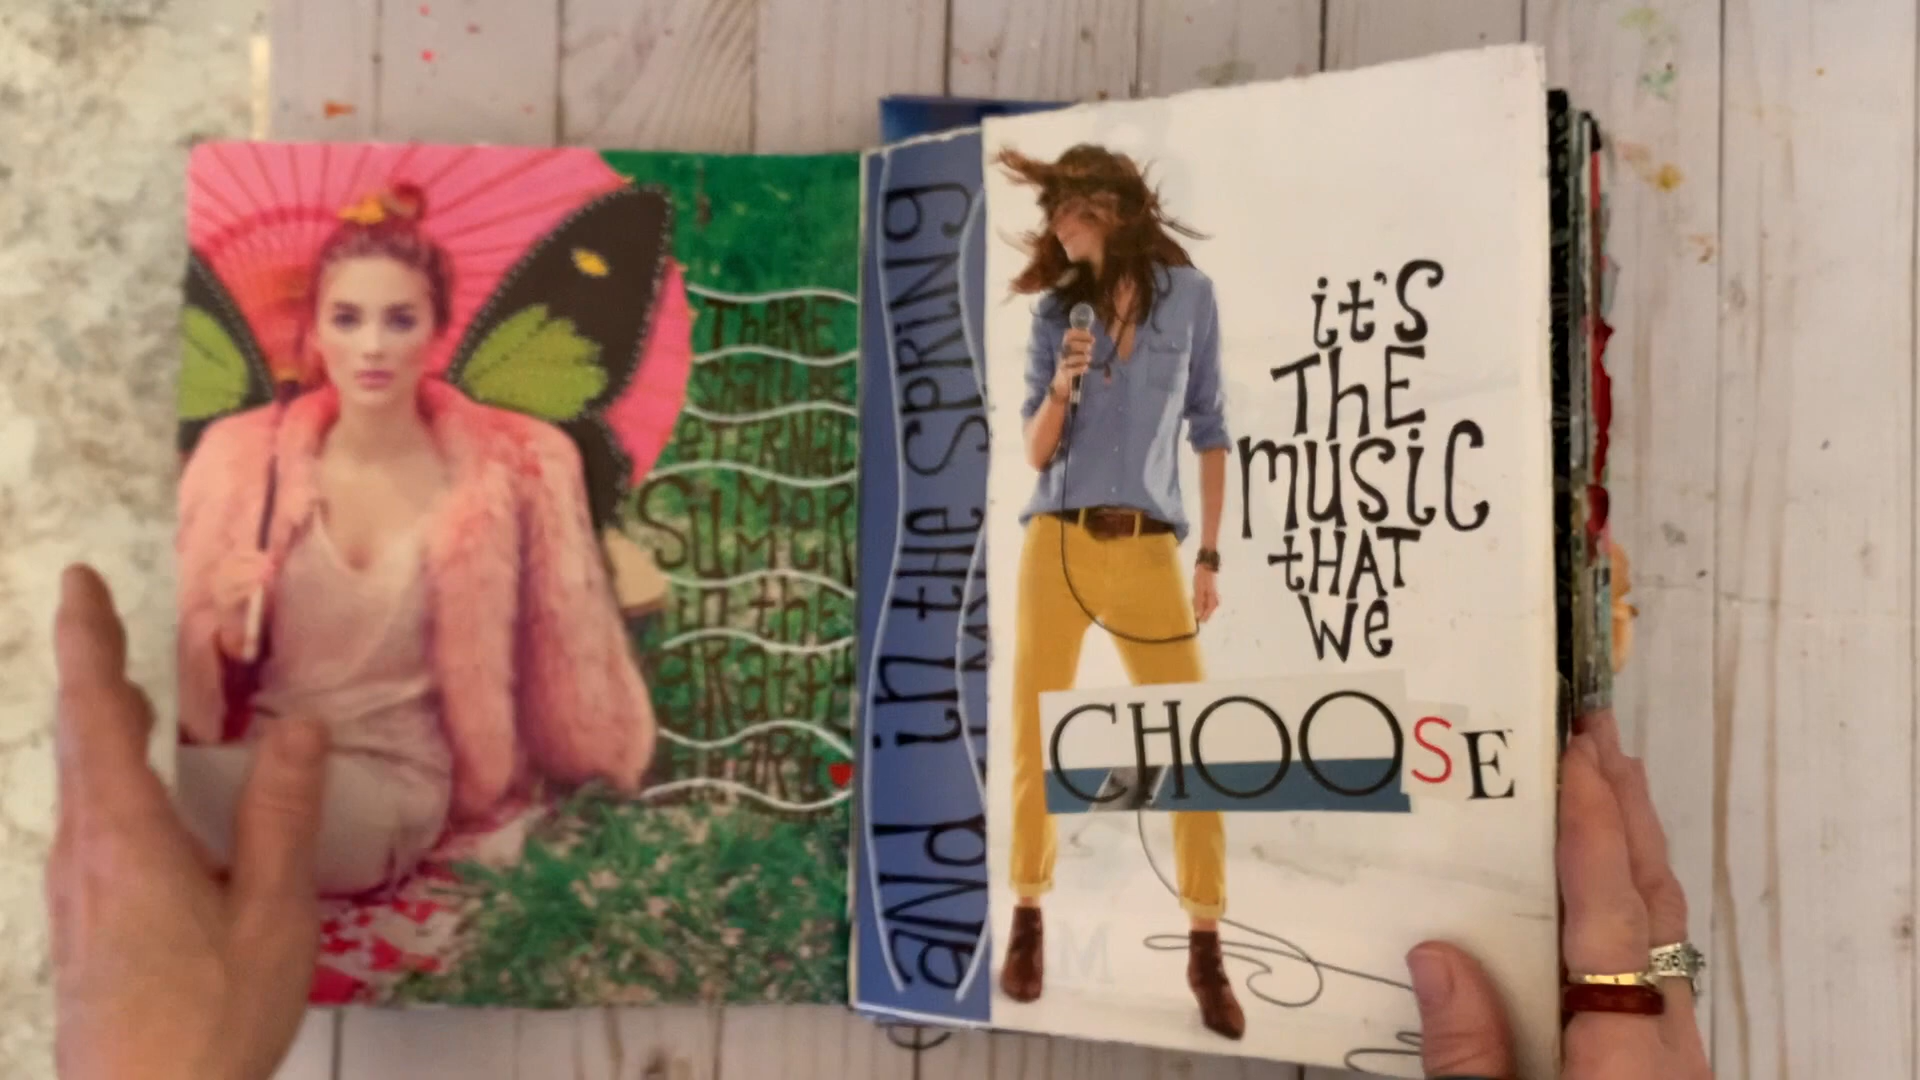 ThERE
shall BE
ETERNAL
SUMMER
in thE
gRatEful
hEART
and in thE SPRiNg
it's
ThE
music
tHAT
we
CHOOSE